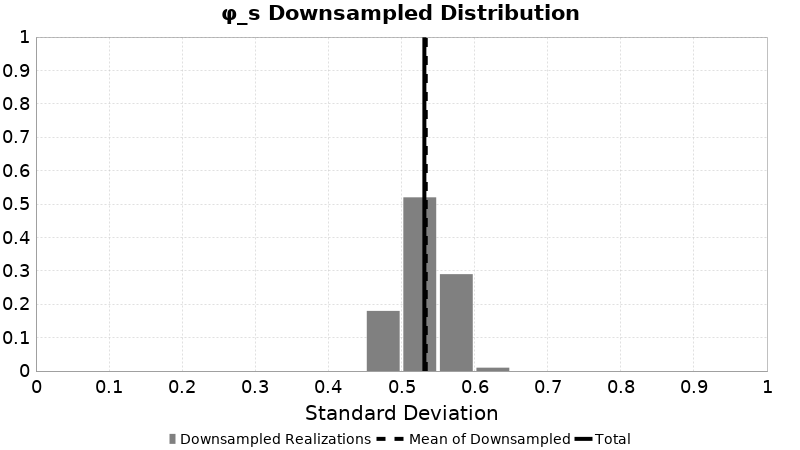 φ_s Downsampled Distribution
1
0.9
0.8
0.7
0.6
0.5
0.4
0.3
0.2
0.1
0
0 0.1 0.2 0.3 0.4 0.5 0.6 0.7 0.8 0.9 1
Standard Deviation
Downsampled Realizations Mean of Downsampled Total